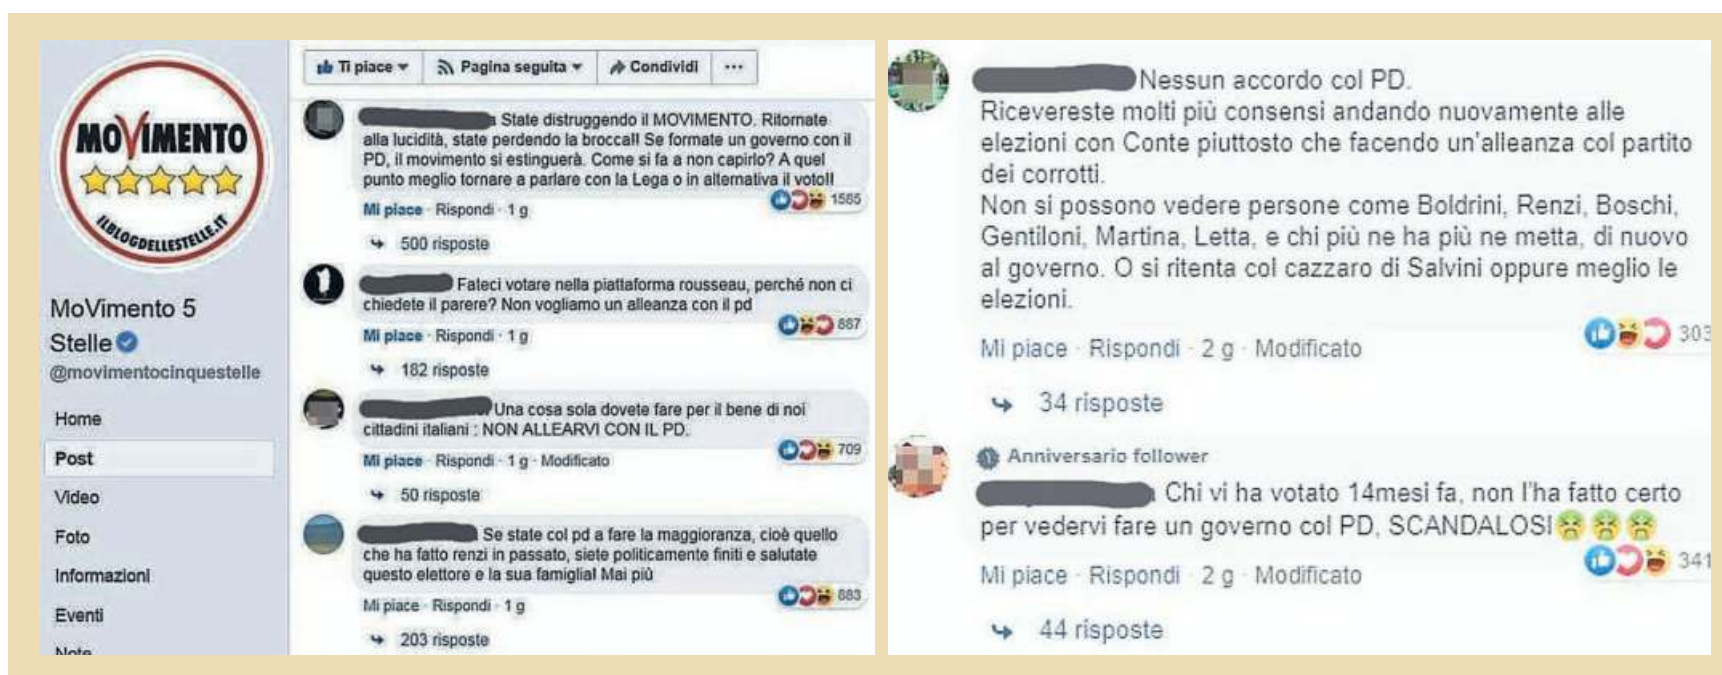 MOVIMENTO
ILBLOGDELLESTELLE.IT
MoVimento 5
Stelle
@movimentocinquestelle
Home
Post
Video
Foto
Informazioni
Eventi
Note
Ti piace
Pagina seguita
Condividi
...
State distruggendo il MOVIMENTO. Ritornate
alla lucidità, state perdendo la brocca!! Se formate un governo con il
PD, il movimento si estinguerà. Come si fa a non capirlo? A quel
punto meglio tornare a parlare con la Lega o in alternativa il voto!!
1585
Mi piace · Rispondi · 1 g
500 risposte
Fateci votare nella piattaforma rousseau, perché non ci
chiedete il parere? Non vogliamo un alleanza con il pd
887
Mi piace · Rispondi · 1 g
182 risposte
Una cosa sola dovete fare per il bene di noi
cittadini italiani : NON ALLEARVI CON IL PD.
709
Mi piace · Rispondi · 1 g · Modificato
50 risposte
Se state col pd a fare la maggioranza, cioè quello
che ha fatto renzi in passato, siete politicamente finiti e salutate
questo elettore e la sua famiglia! Mai più
883
Mi piace · Rispondi · 1 g
203 risposte
Nessun accordo col PD.
Ricevereste molti più consensi andando nuovamente alle
elezioni con Conte piuttosto che facendo un'alleanza col partito
dei corrotti.
Non si possono vedere persone come Boldrini, Renzi, Boschi,
Gentiloni, Martina, Letta, e chi più ne ha più ne metta, di nuovo
al governo. O si ritenta col cazzaro di Salvini oppure meglio le
elezioni.
303
Mi piace · Rispondi · 2 g · Modificato
34 risposte
Anniversario follower
Chi vi ha votato 14mesi fa, non l'ha fatto certo
per vedervi fare un governo col PD, SCANDALOSI
341
Mi piace · Rispondi · 2 g · Modificato
44 risposte